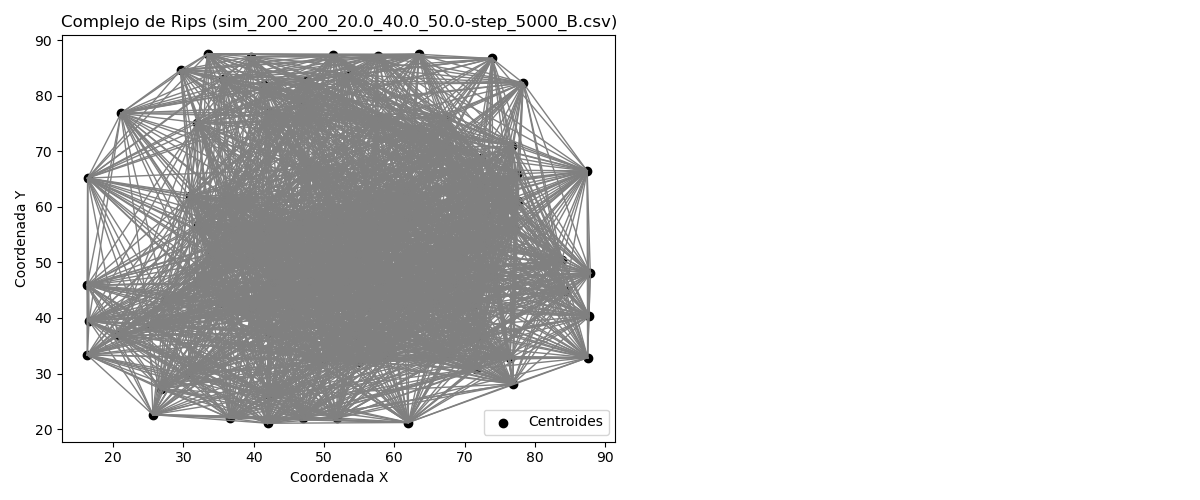 Complejo de Rips (sim_200_200_20.0_40.0_50.0-step_5000_B.csv)
90
80
70
60
50
40
30
20
Coordenada Y
Centroides
20 30 40 50 60 70 80 90
Coordenada X